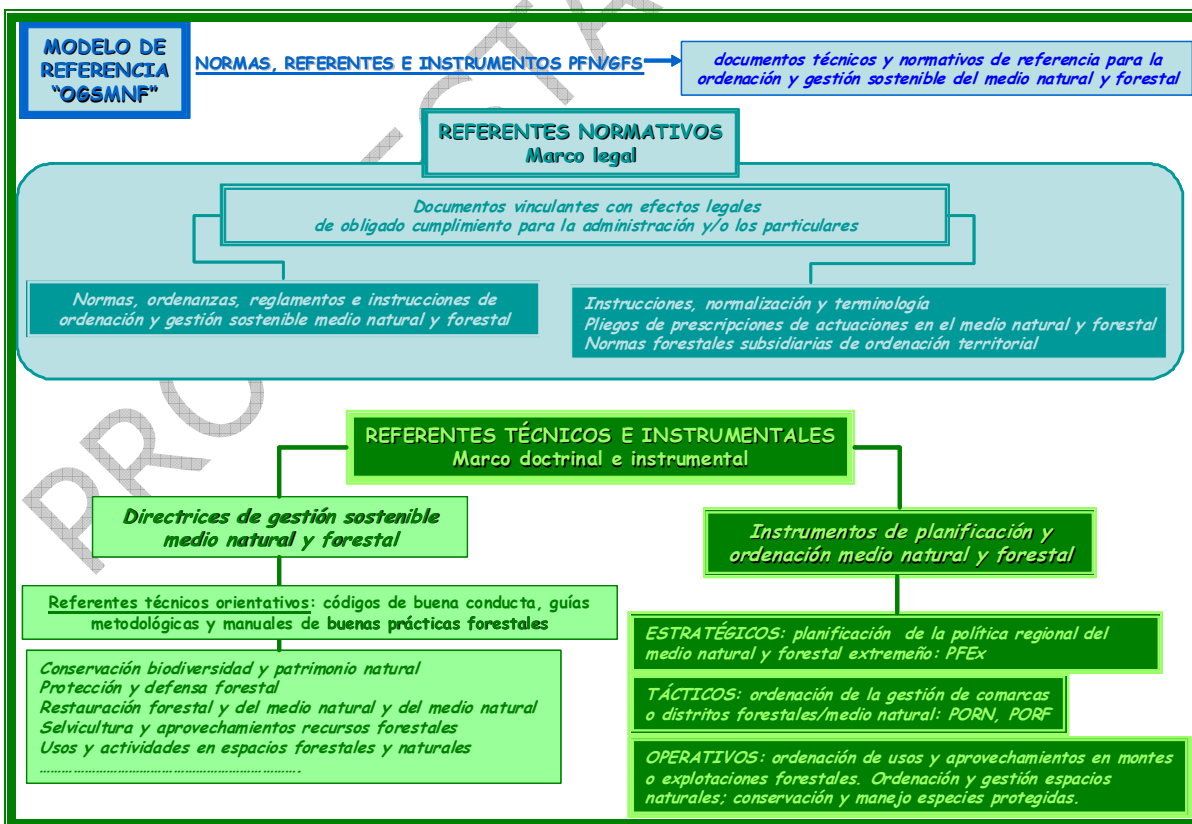 MODELO DE
REFERENCIA
"OGSMNF"
NORMAS, REFERENTES E INSTRUMENTOS PFN/GFS
documentos técnicos y normativos de referencia para la
ordenación y gestión sostenible del medio natural y forestal
REFERENTES NORMATIVOS
Marco legal
Documentos vinculantes con efectos legales
de obligado cumplimiento para la administración y/o los particulares
Normas, ordenanzas, reglamentos e instrucciones de
ordenación y gestión sostenible medio natural y forestal
Instrucciones, normalización y terminología
Pliegos de prescripciones de actuaciones en el medio natural y forestal
Normas forestales subsidiarias de ordenación territorial
REFERENTES TÉCNICOS E INSTRUMENTALES
Marco doctrinal e instrumental
Directrices de gestión sostenible
medio natural y forestal
Referentes técnicos orientativos: códigos de buena conducta, guías
metodológicas y manuales de buenas prácticas forestales
Conservación biodiversidad y patrimonio natural
Protección y defensa forestal
Restauración forestal y del medio natural y del medio natural
Selvicultura y aprovechamientos recursos forestales
Usos y actividades en espacios forestales y naturales
……………………………………………………………….
Instrumentos de planificación y
ordenación medio natural y forestal
ESTRATÉGICOS: planificación de la política regional del
medio natural y forestal extremeño: PFEx
TÁCTICOS: ordenación de la gestión de comarcas
o distritos forestales/medio natural: PORN, PORF
OPERATIVOS: ordenación de usos y aprovechamientos en montes
o explotaciones forestales. Ordenación y gestión espacios
naturales; conservación y manejo especies protegidas.